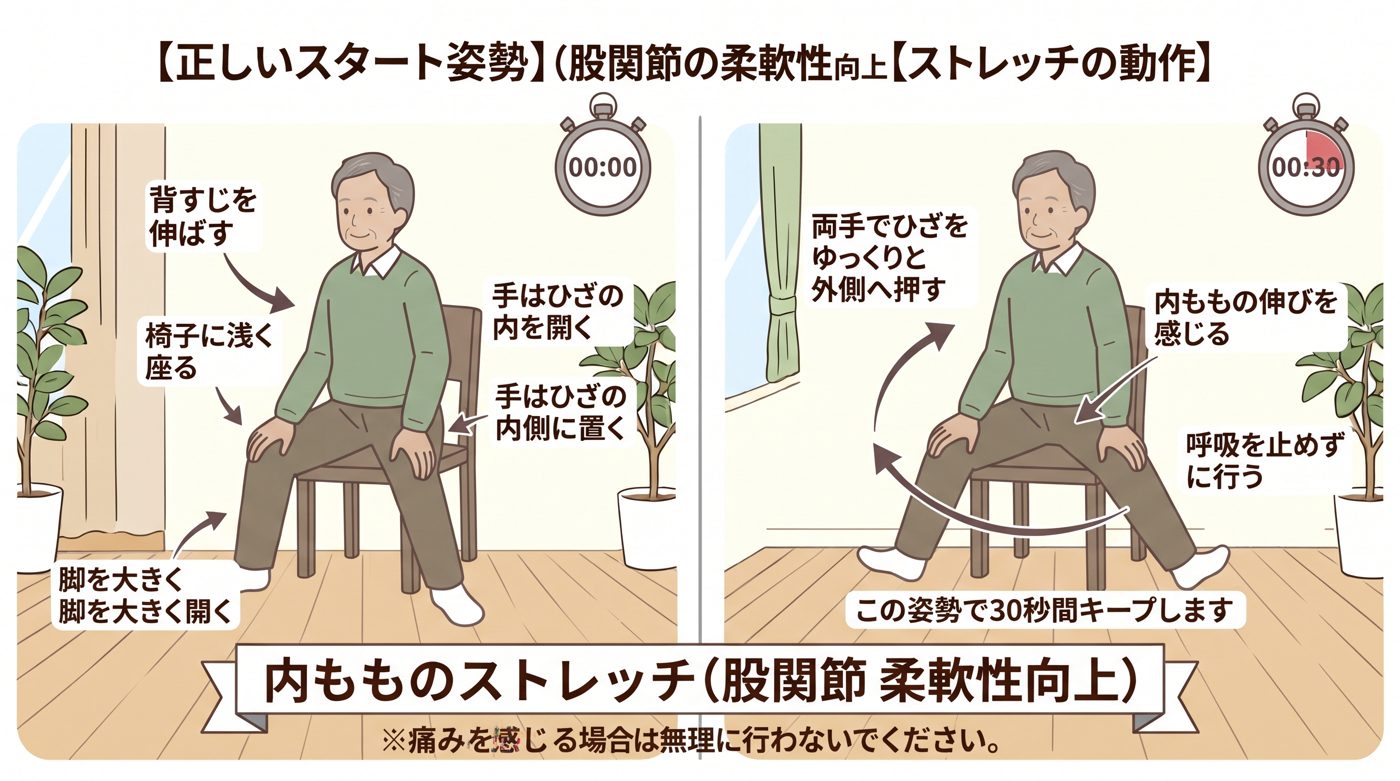 【正しいスタート姿勢】(股関節の柔軟性向上【ストレッチの動作】
00:00
背すじを
伸ばす
椅子に浅く
座る
手はひざの
内を開く
手はひざの
内側に置く
脚を大きく
脚を大きく開く
00:30
両手でひざを
ゆっくりと
外側へ押す
内ももの伸びを
感じる
呼吸を止めず
に行う
この姿勢で30秒間キープします
内もものストレッチ(股関節 柔軟性向上)
※痛みを感じる場合は無理に行わないでください。